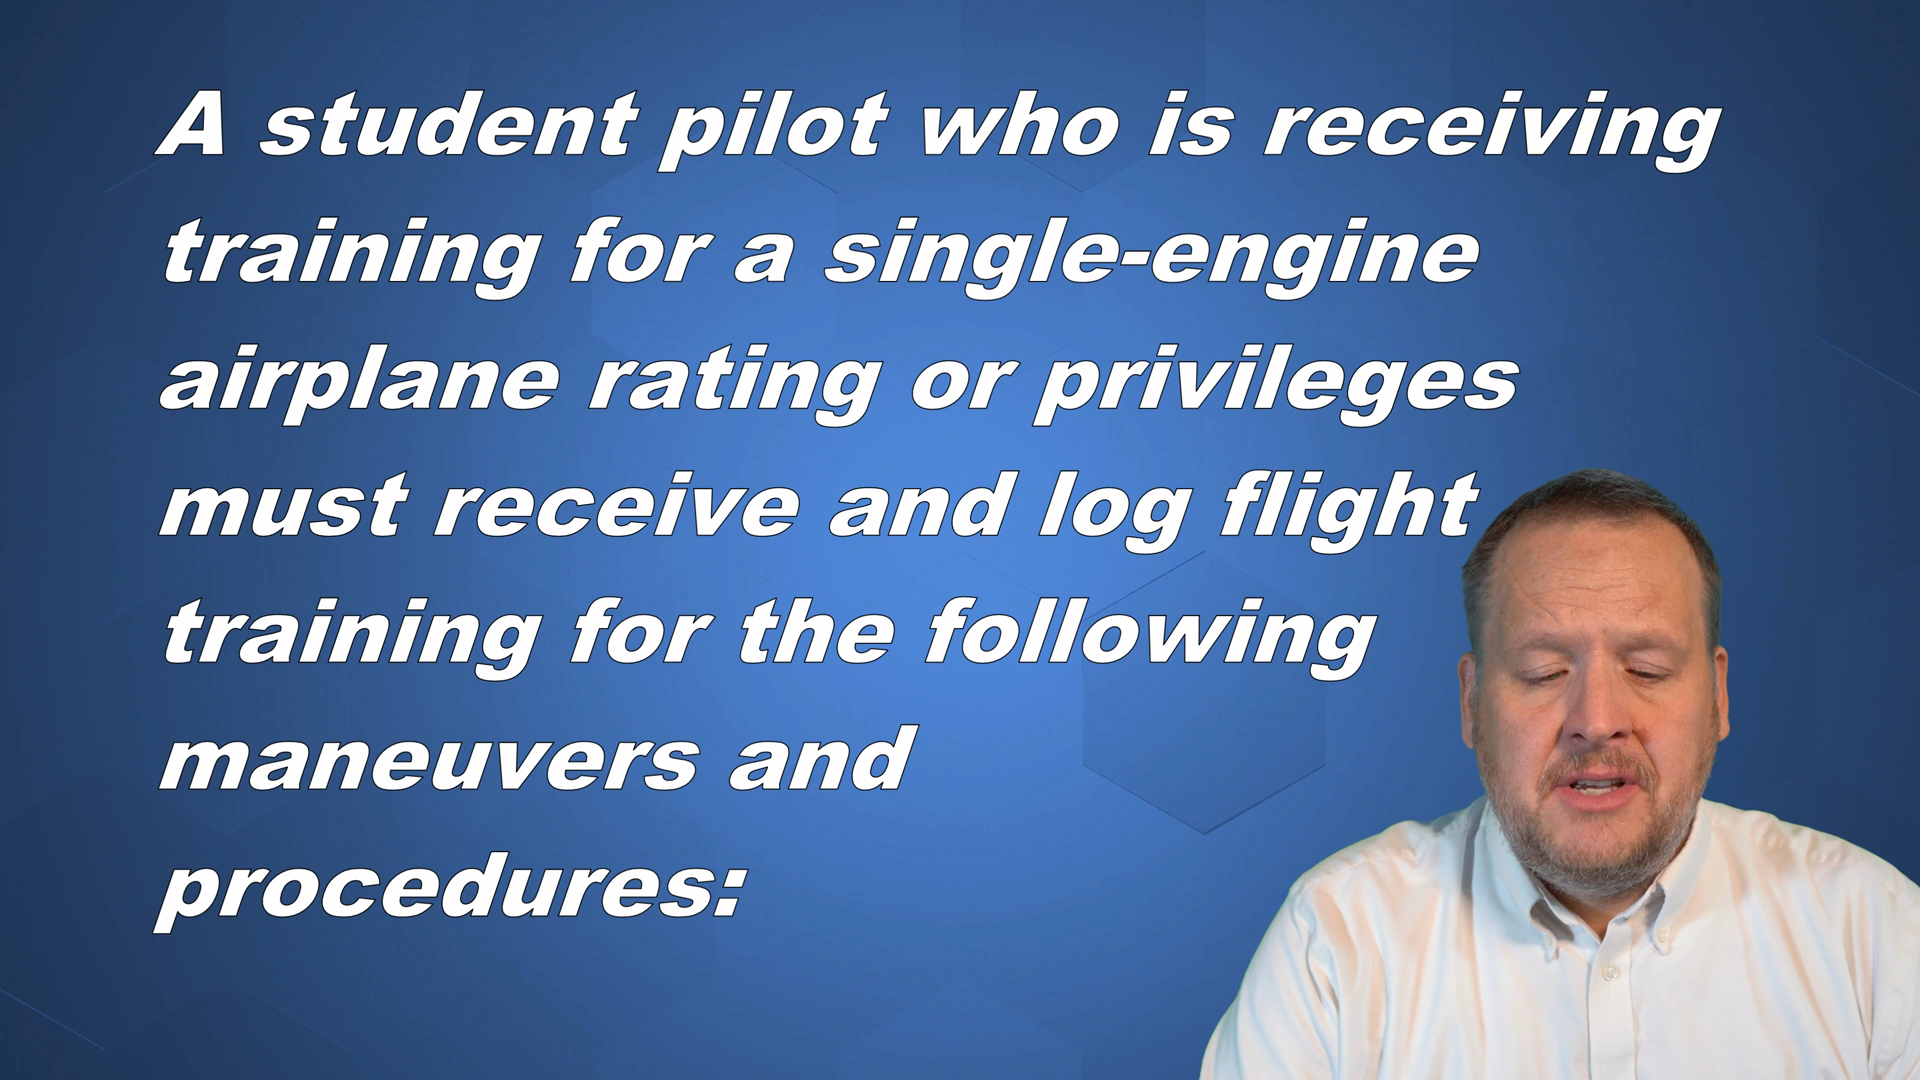 A student pilot who is receiving
training for a single-engine
airplane rating or privileges
must receive and log flight
training for the following
maneuvers and
procedures: